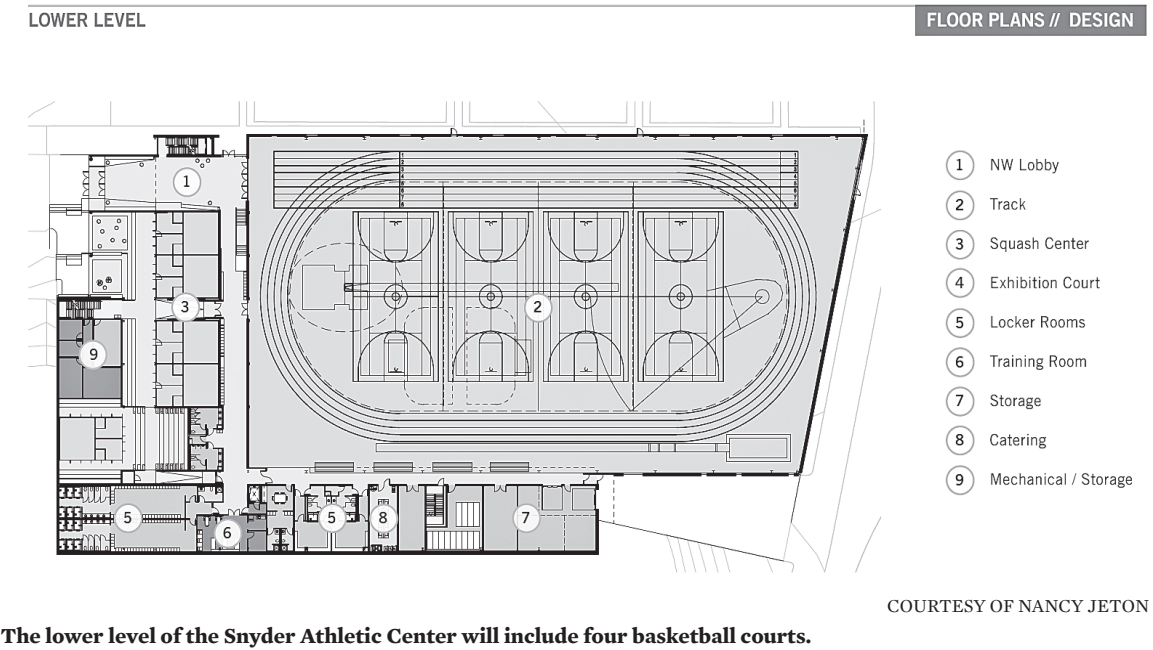 LOWER LEVEL
FLOOR PLANS // DESIGN
1
2
3
9
5
6
5
8
7
1 NW Lobby
2 Track
3 Squash Center
4 Exhibition Court
5 Locker Rooms
6 Training Room
7 Storage
8 Catering
9 Mechanical / Storage
COURTESY OF NANCY JETON
The lower level of the Snyder Athletic Center will include four basketball courts.